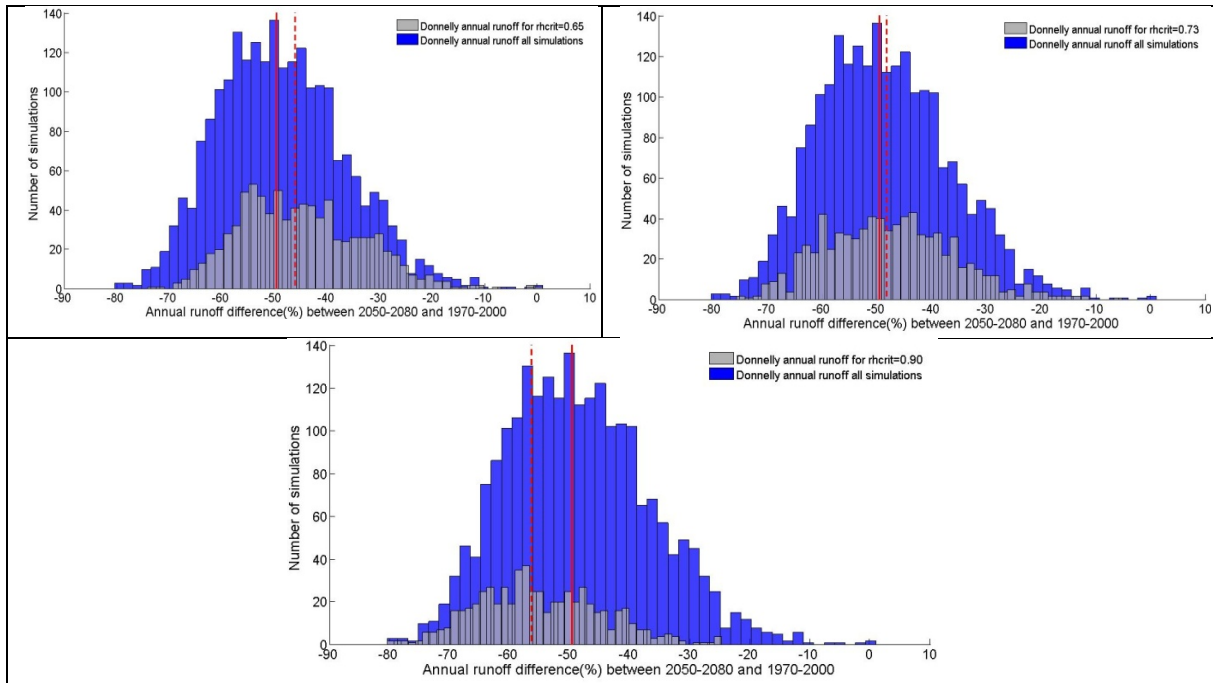 Donnelly annual runoff for rhcrit=0.65
Donnelly annual runoff all simulations
Number of simulations
140
120
100
80
60
40
20
0
-90 -80 -70 -60 -50 -40 -30 -20 -10 0 10
Annual runoff difference(%) between 2050-2080 and 1970-2000
Donnelly annual runoff for rhcrit=0.73
Donnelly annual runoff all simulations
Number of simulations
140
120
100
80
60
40
20
0
-90 -80 -70 -60 -50 -40 -30 -20 -10 0 10
Annual runoff difference(%) between 2050-2080 and 1970-2000
Donnelly annual runoff for rhcrit=0.90
Donnelly annual runoff all simulations
Number of simulations
140
120
100
80
60
40
20
0
-90 -80 -70 -60 -50 -40 -30 -20 -10 0 10
Annual runoff difference(%) between 2050-2080 and 1970-2000